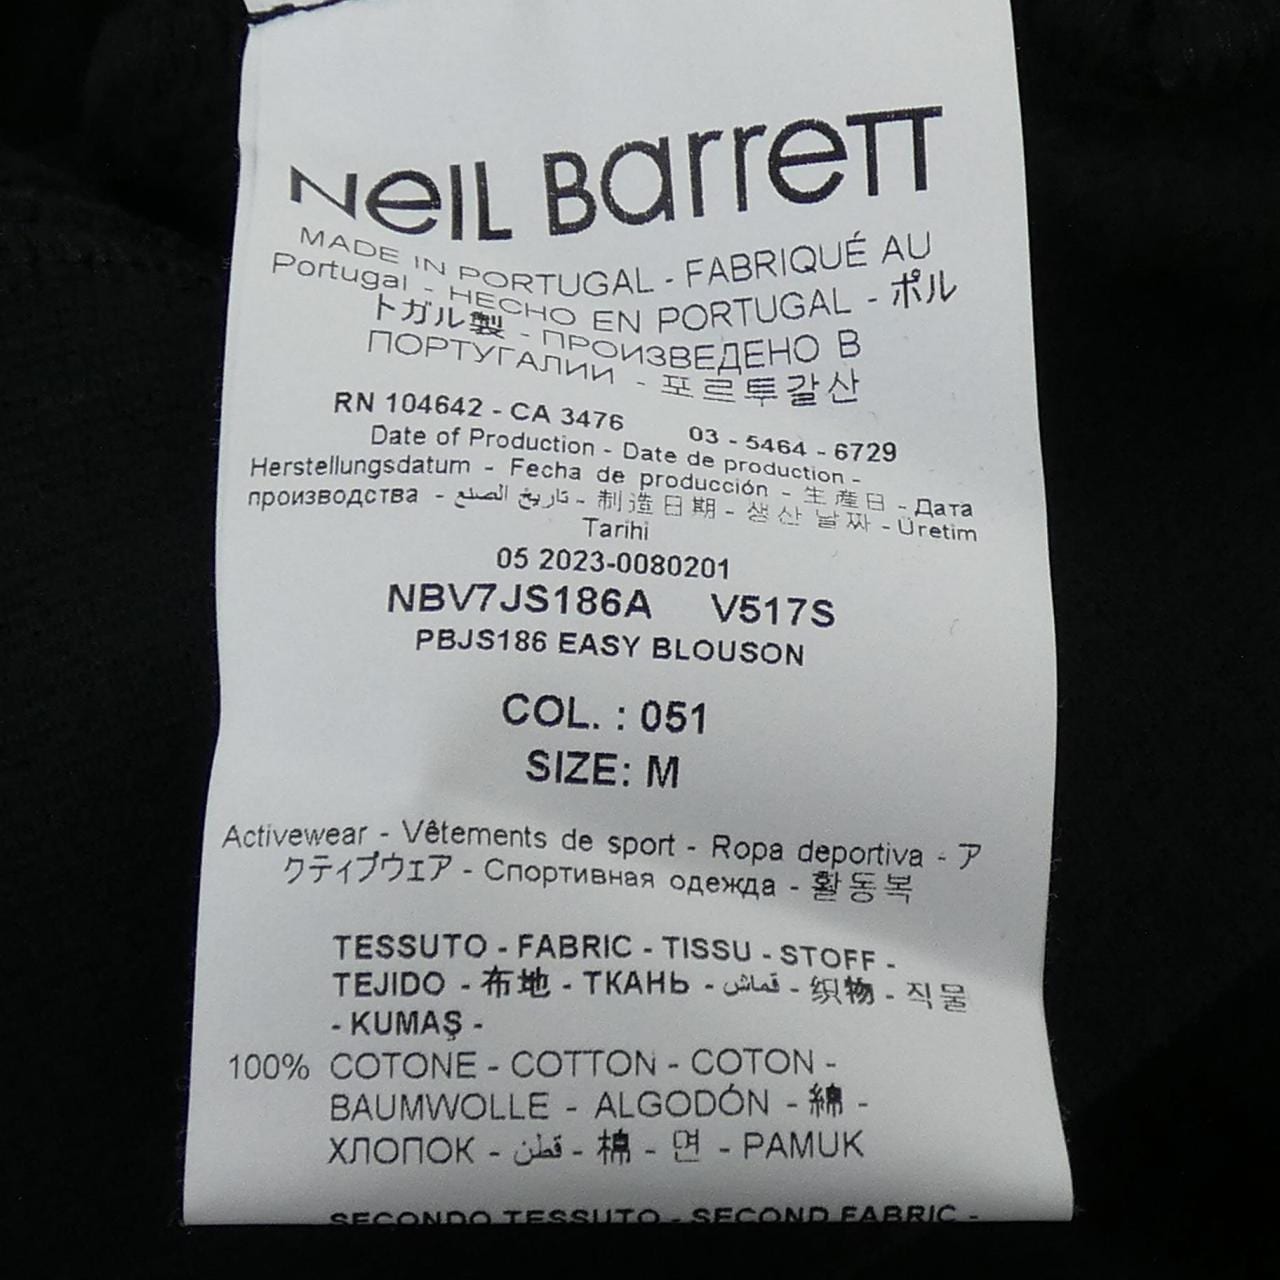 Neil Barrett
MADE IN PORTUGAL - FABRIQUÉ AU
Portugal - HECHO EN PORTUGAL - ポル
トガル製 - ПРОИЗВЕДЕНО В
ПОРТУГАЛИИ - 포르투갈산
RN 104642 - CA 3476 03 - 5464 - 6729
Date of Production - Date de production -
Herstellungsdatum - Fecha de producción - 生産日 - Дата
производства - تاريخ الصنع - 制造日期 - 생산 날짜 - Üretim
Tarihi
05 2023-0080201
NBV7JS186A V517S
PBJS186 EASY BLOUSON
COL. : 051
SIZE: M
Activewear - Vêtements de sport - Ropa deportiva - ア
クティブウェア - Спортивная одежда - 활동복
TESSUTO - FABRIC - TISSU - STOFF -
TEJIDO - 布地 - ТКАНЬ - قماش - 织物 - 직물
- KUMAŞ -
100% COTONE - COTTON - COTON -
BAUMWOLLE - ALGODÓN - 綿 -
ХЛОПОК - قطن - 棉 - 면 - PAMUK
SECONDO TESSUTO - SECOND FABRIC -